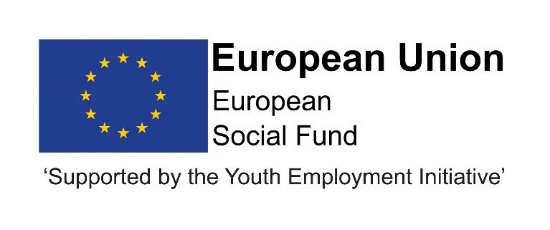 European Union
European
Social Fund
‘Supported by the Youth Employment Initiative’